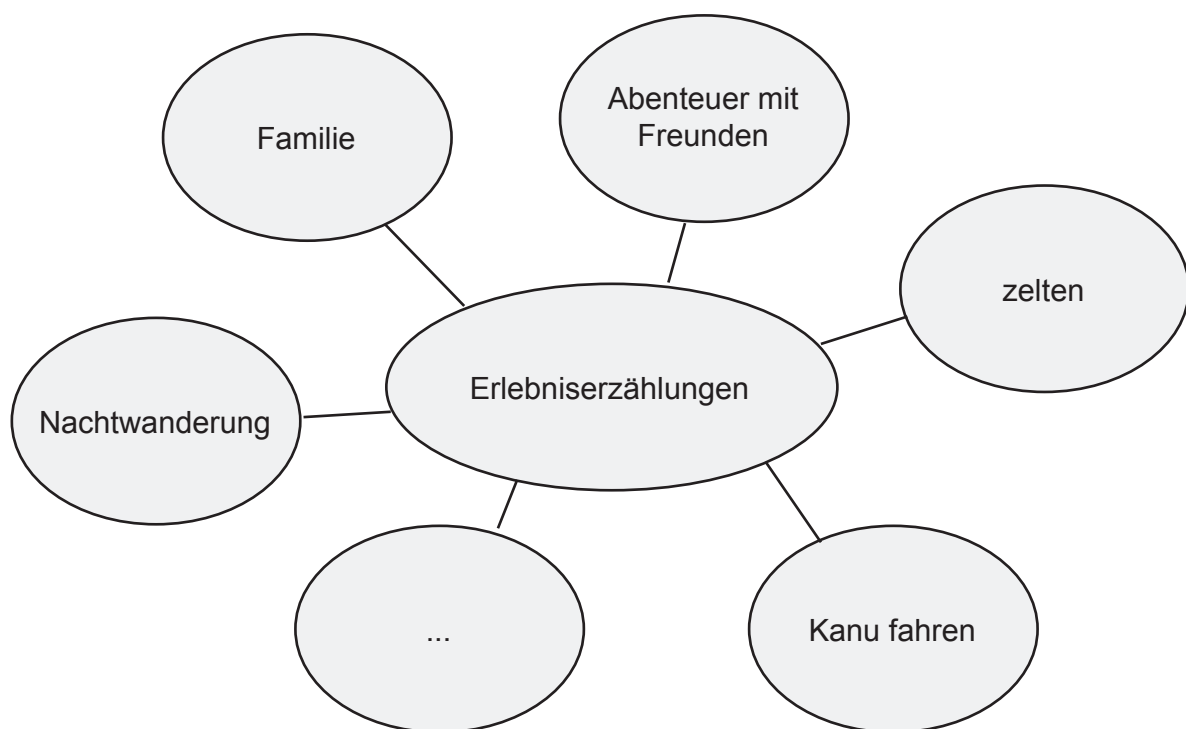 Abenteuer mit
Freunden
Familie
zelten
Erlebniserzählungen
Nachtwanderung
...
Kanu fahren